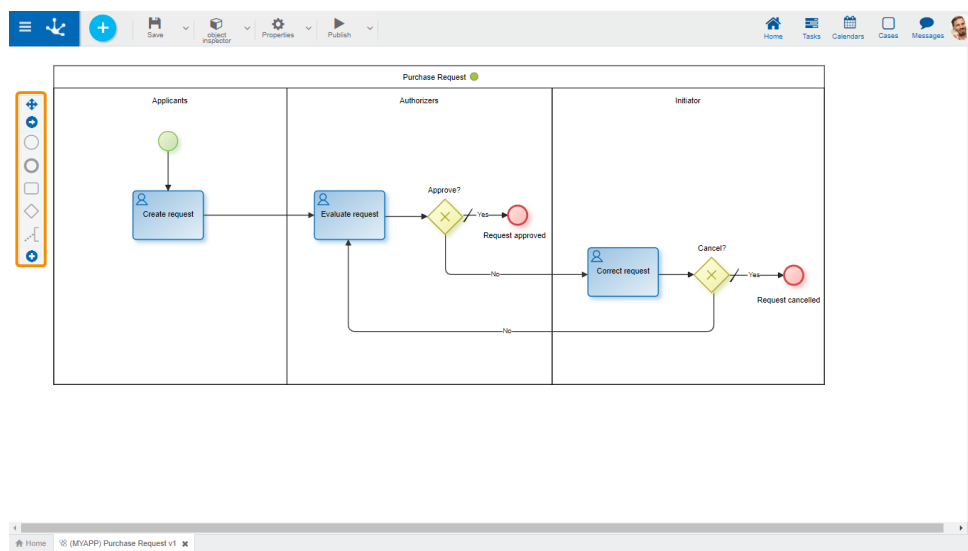 Save
object
inspector
Properties
Publish
Home
Tasks
Calendars
Cases
Messages
Purchase Request
Applicants
Authorizers
Initiator
Approve?
Create request
Evaluate request
Yes
Request approved
Cancel?
Correct request
No
Yes
Request cancelled
No
Home
(MYAPP) Purchase Request v1